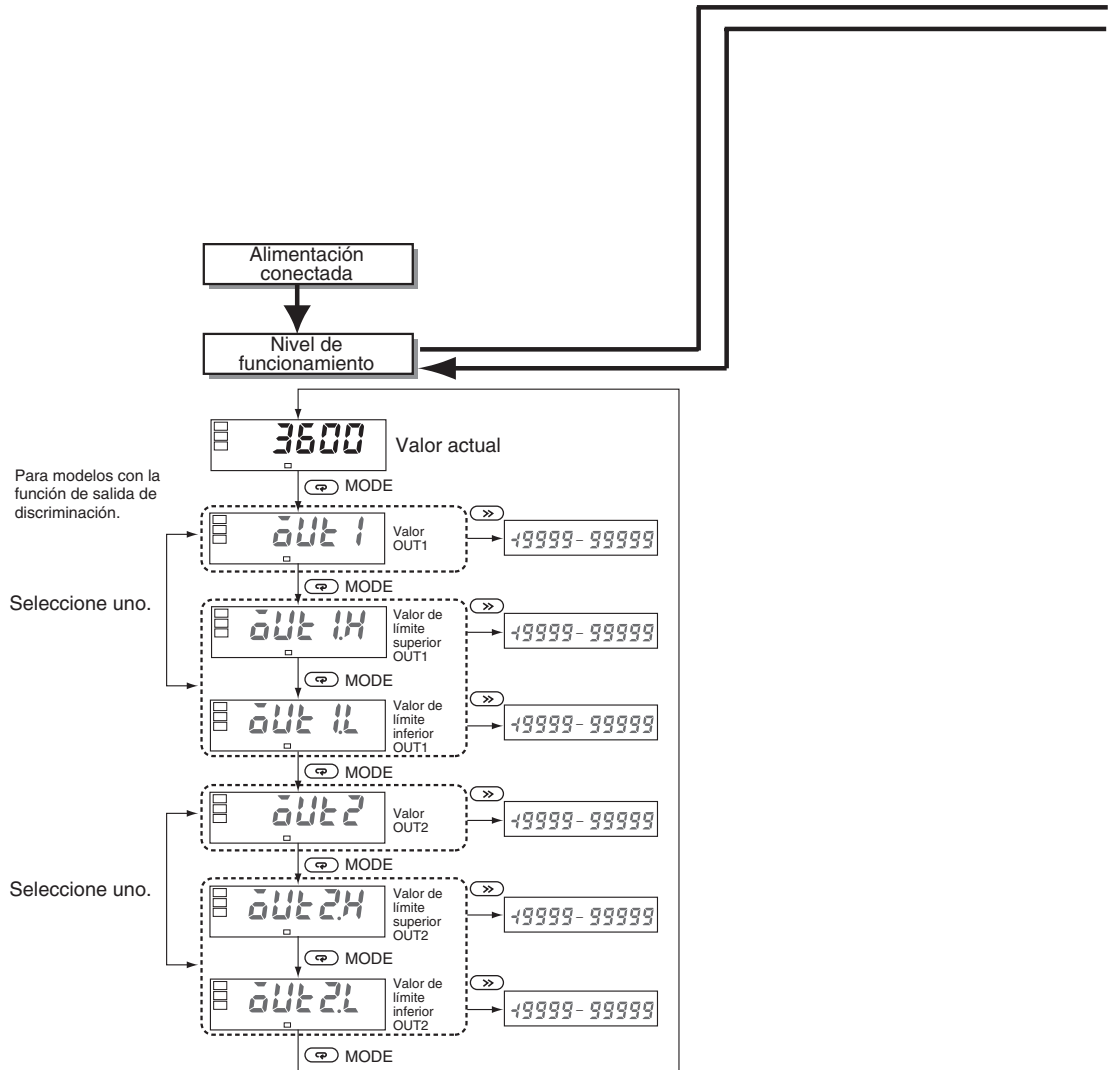 Alimentación
conectada
Nivel de
funcionamiento
3600
Valor actual
Para modelos con la
función de salida de
discriminación.
MODE
Seleccione uno.
oUt 1
Valor
OUT1
-19999-99999
MODE
oUt 1.H
Valor de
límite
superior
OUT1
-19999-99999
MODE
oUt 1.L
Valor de
límite
inferior
OUT1
-19999-99999
MODE
Seleccione uno.
oUt2
Valor
OUT2
-19999-99999
MODE
oUt2.H
Valor de
límite
superior
OUT2
-19999-99999
MODE
oUt2.L
Valor de
límite
inferior
OUT2
-19999-99999
MODE